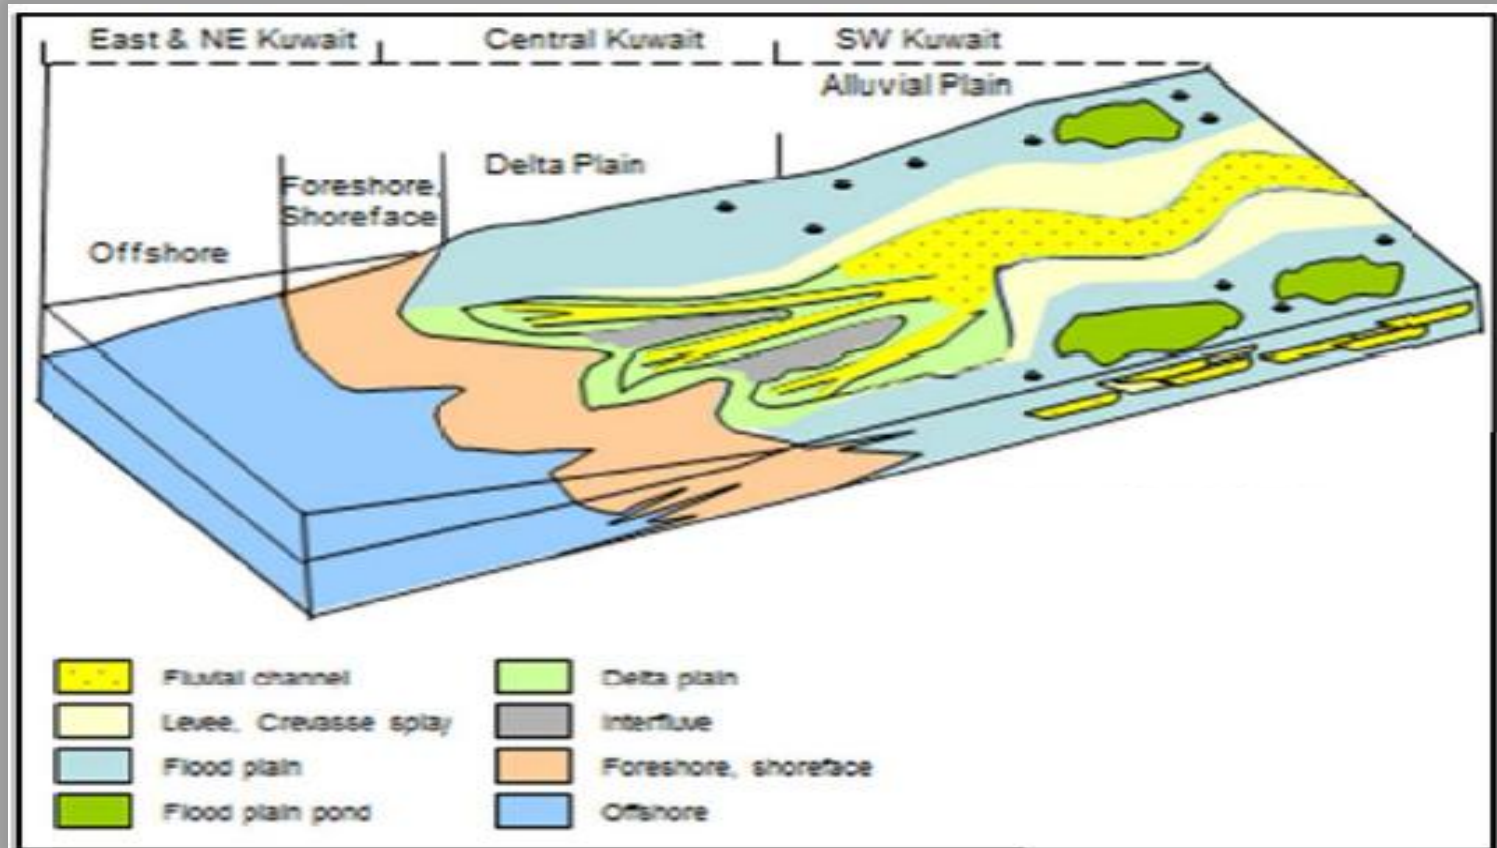 East & NE Kuwait
Central Kuwait
SW Kuwait
Alluvial Plain
Delta Plain
Foreshore,
Shoreface
Offshore
Fluvial channel
Levee, Crevasse splay
Flood plain
Flood plain pond
Delta plain
Interfluve
Foreshore, shoreface
Offshore